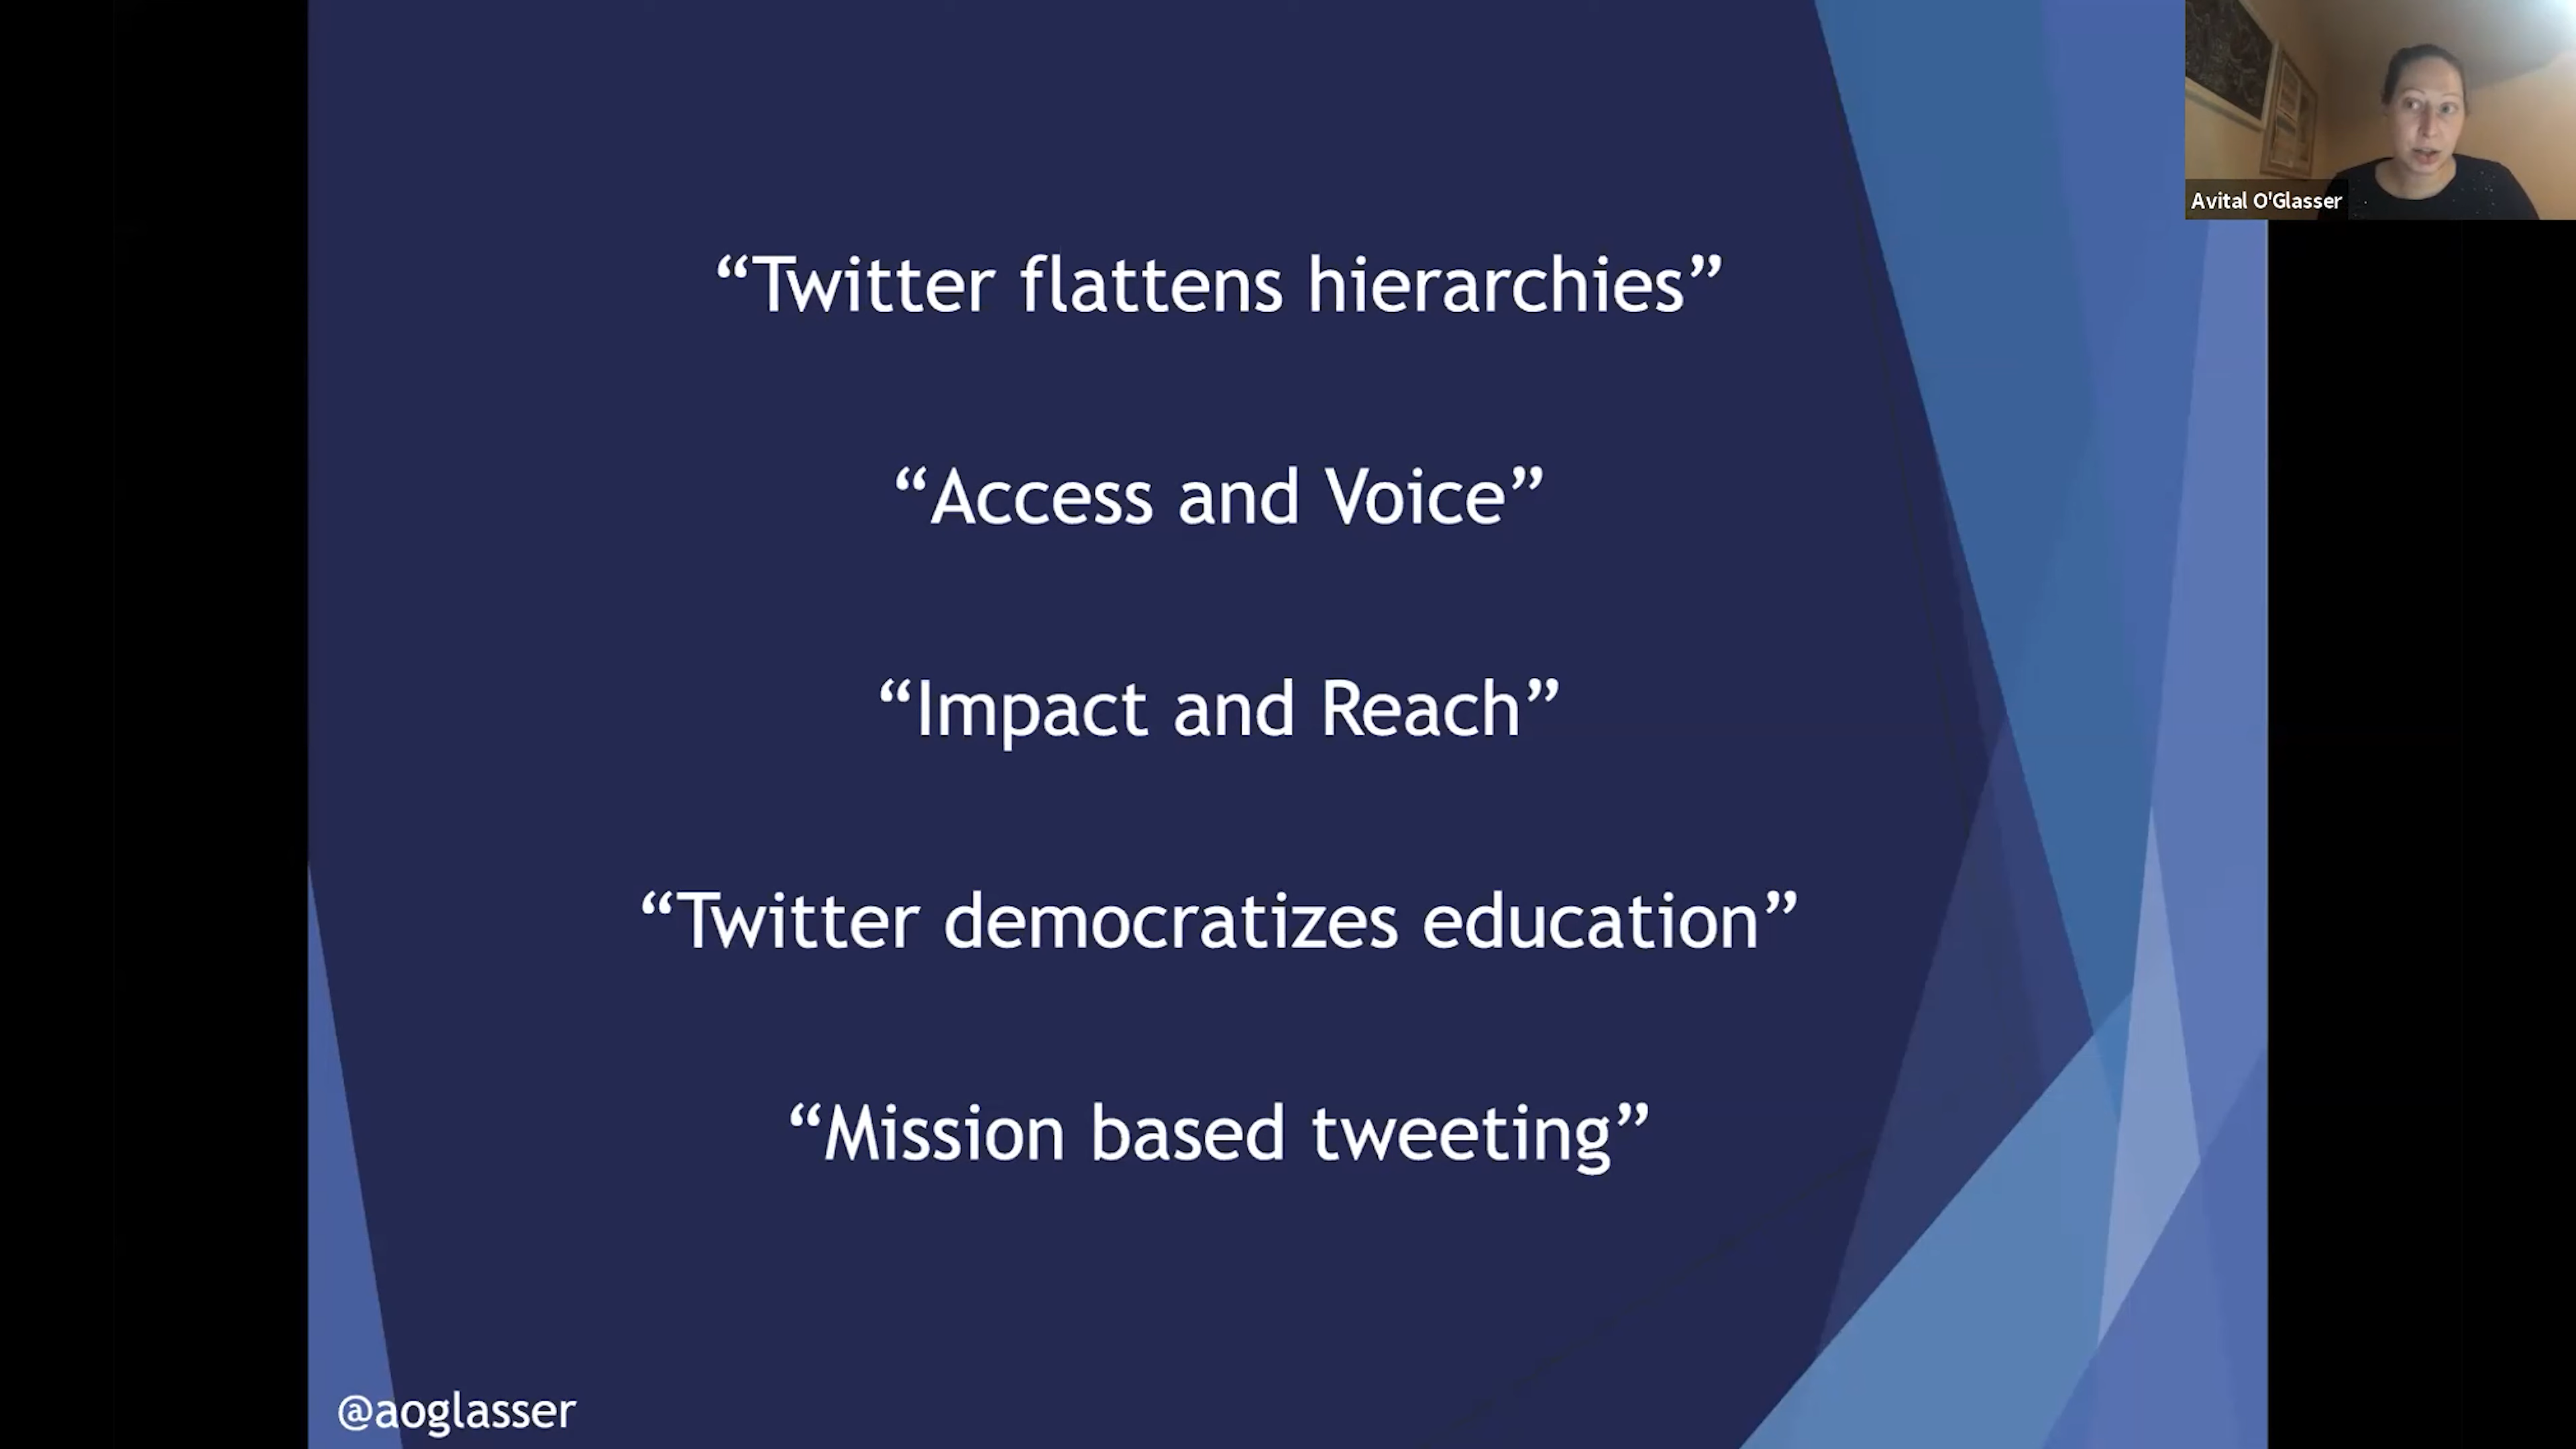 Avital O'Glasser
“Twitter flattens hierarchies”
“Access and Voice”
“Impact and Reach”
“Twitter democratizes education”
“Mission based tweeting”
@aoglasser